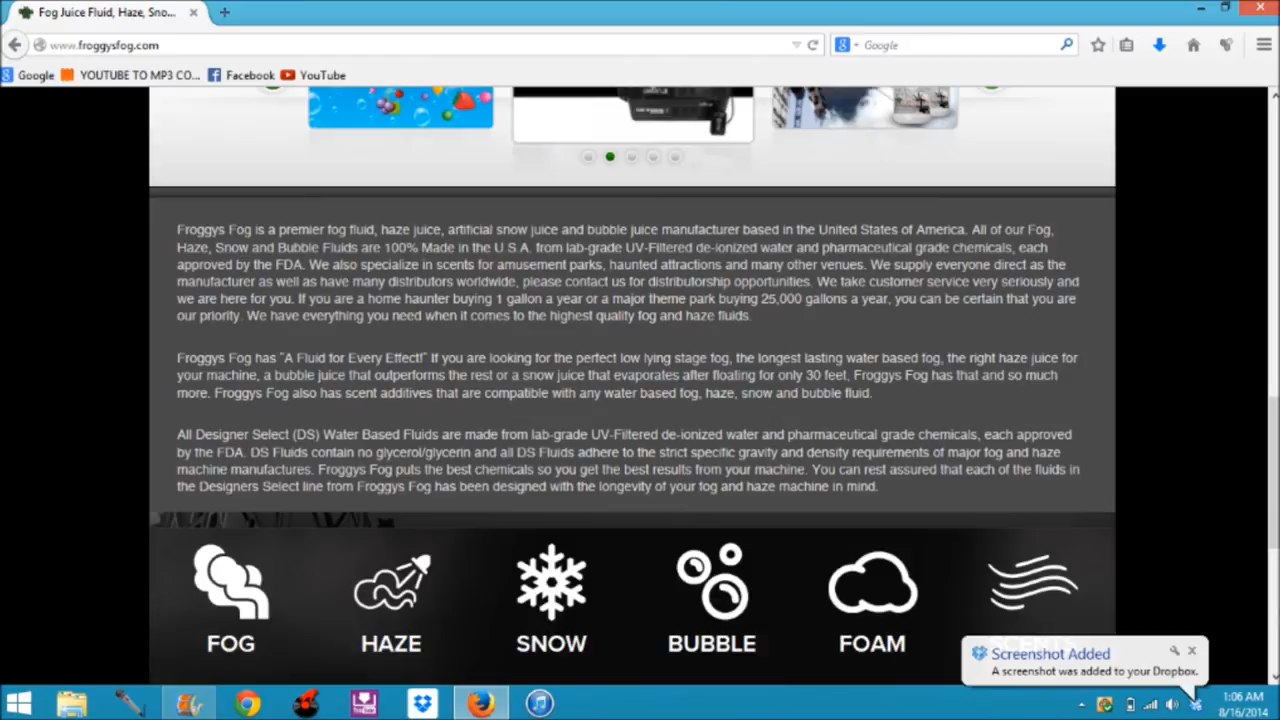 Fog Juice Fluid, Haze, Sno...
www.froggysfog.com
Google
Google
YOUTUBE TO MP3 CO...
Facebook
YouTube
Froggys Fog is a premier fog fluid, haze juice, artificial snow juice and bubble juice manufacturer based in the United States of America. All of our Fog,
Haze, Snow and Bubble Fluids are 100% Made in the U.S.A. from lab-grade UV-Filtered de-ionized water and pharmaceutical grade chemicals, each
approved by the FDA. We also specialize in scents for amusement parks, haunted attractions and many other venues. We supply everyone direct as the
manufacturer as well as have many distributors worldwide, please contact us for distributorship opportunities. We take customer service very seriously and
we are here for you. If you are a home haunter buying 1 gallon a year or a major theme park buying 25,000 gallons a year, you can be certain that you are
our priority. We have everything you need when it comes to the highest quality fog and haze fluids.
Froggys Fog has "A Fluid for Every Effect!" If you are looking for the perfect low lying stage fog, the longest lasting water based fog, the right haze juice for
your machine, a bubble juice that outperforms the rest or a snow juice that evaporates after floating for only 30 feet, Froggys Fog has that and so much
more. Froggys Fog also has scent additives that are compatible with any water based fog, haze, snow and bubble fluid.
All Designer Select (DS) Water Based Fluids are made from lab-grade UV-Filtered de-ionized water and pharmaceutical grade chemicals, each approved
by the FDA. DS Fluids contain no glycerol/glycerin and all DS Fluids adhere to the strict specific gravity and density requirements of major fog and haze
machine manufactures. Froggys Fog puts the best chemicals so you get the best results from your machine. You can rest assured that each of the fluids in
the Designers Select line from Froggys Fog has been designed with the longevity of your fog and haze machine in mind.
FOG
HAZE
SNOW
BUBBLE
FOAM
Screenshot Added
A screenshot was added to your Dropbox.
1:06 AM
8/16/2014